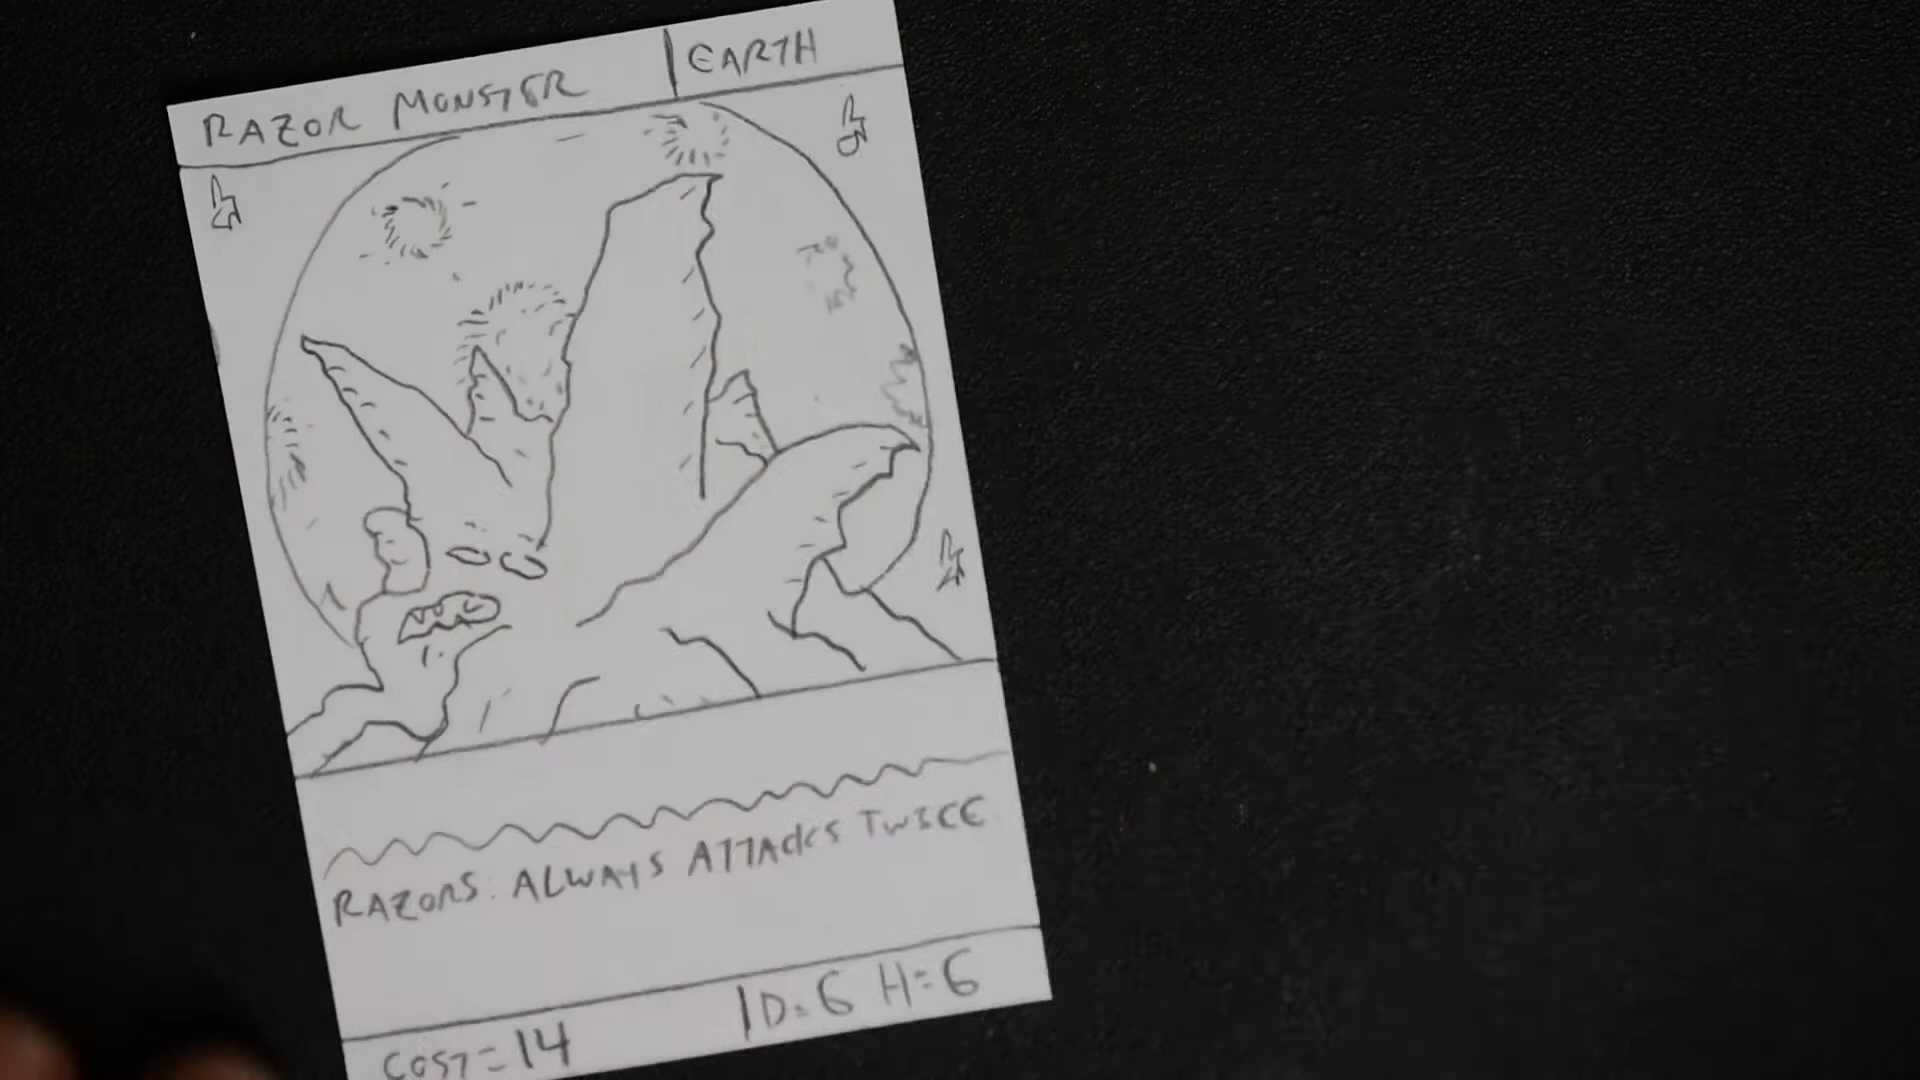 RAZOR MONSTER | EARTH
RAZORS: ALWAYS ATTACKS TWICE.
COST=14 | D=6 H=6